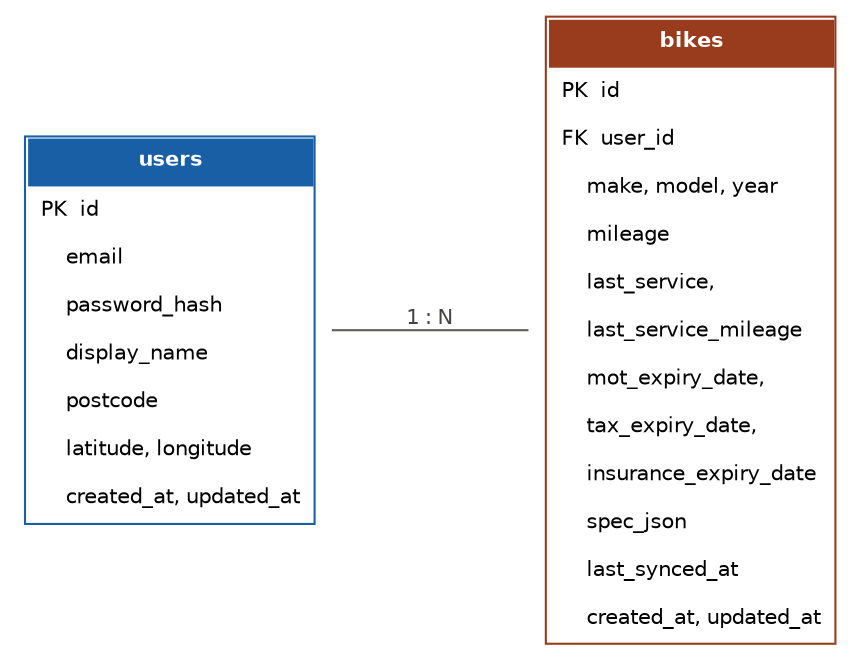 users
PK id
email
password_hash
display_name
postcode
latitude, longitude
created_at, updated_at
1 : N
bikes
PK id
FK user_id
make, model, year
mileage
last_service,
last_service_mileage
mot_expiry_date,
tax_expiry_date,
insurance_expiry_date
spec_json
last_synced_at
created_at, updated_at